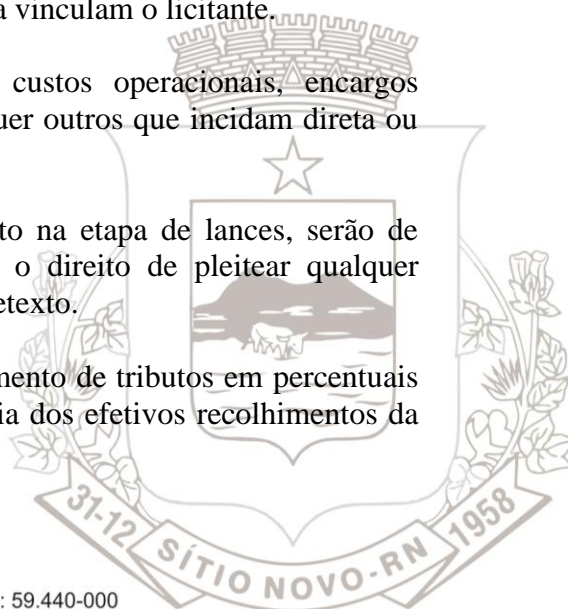 a vinculam o licitante.
custos operacionais, encargos
uer outros que incidam direta ou
to na etapa de lances, serão de
o direito de pleitear qualquer
etexto.
mento de tributos em percentuais
ia dos efetivos recolhimentos da
31-12 SÍTIO NOVO-RN 1958
: 59.440-000